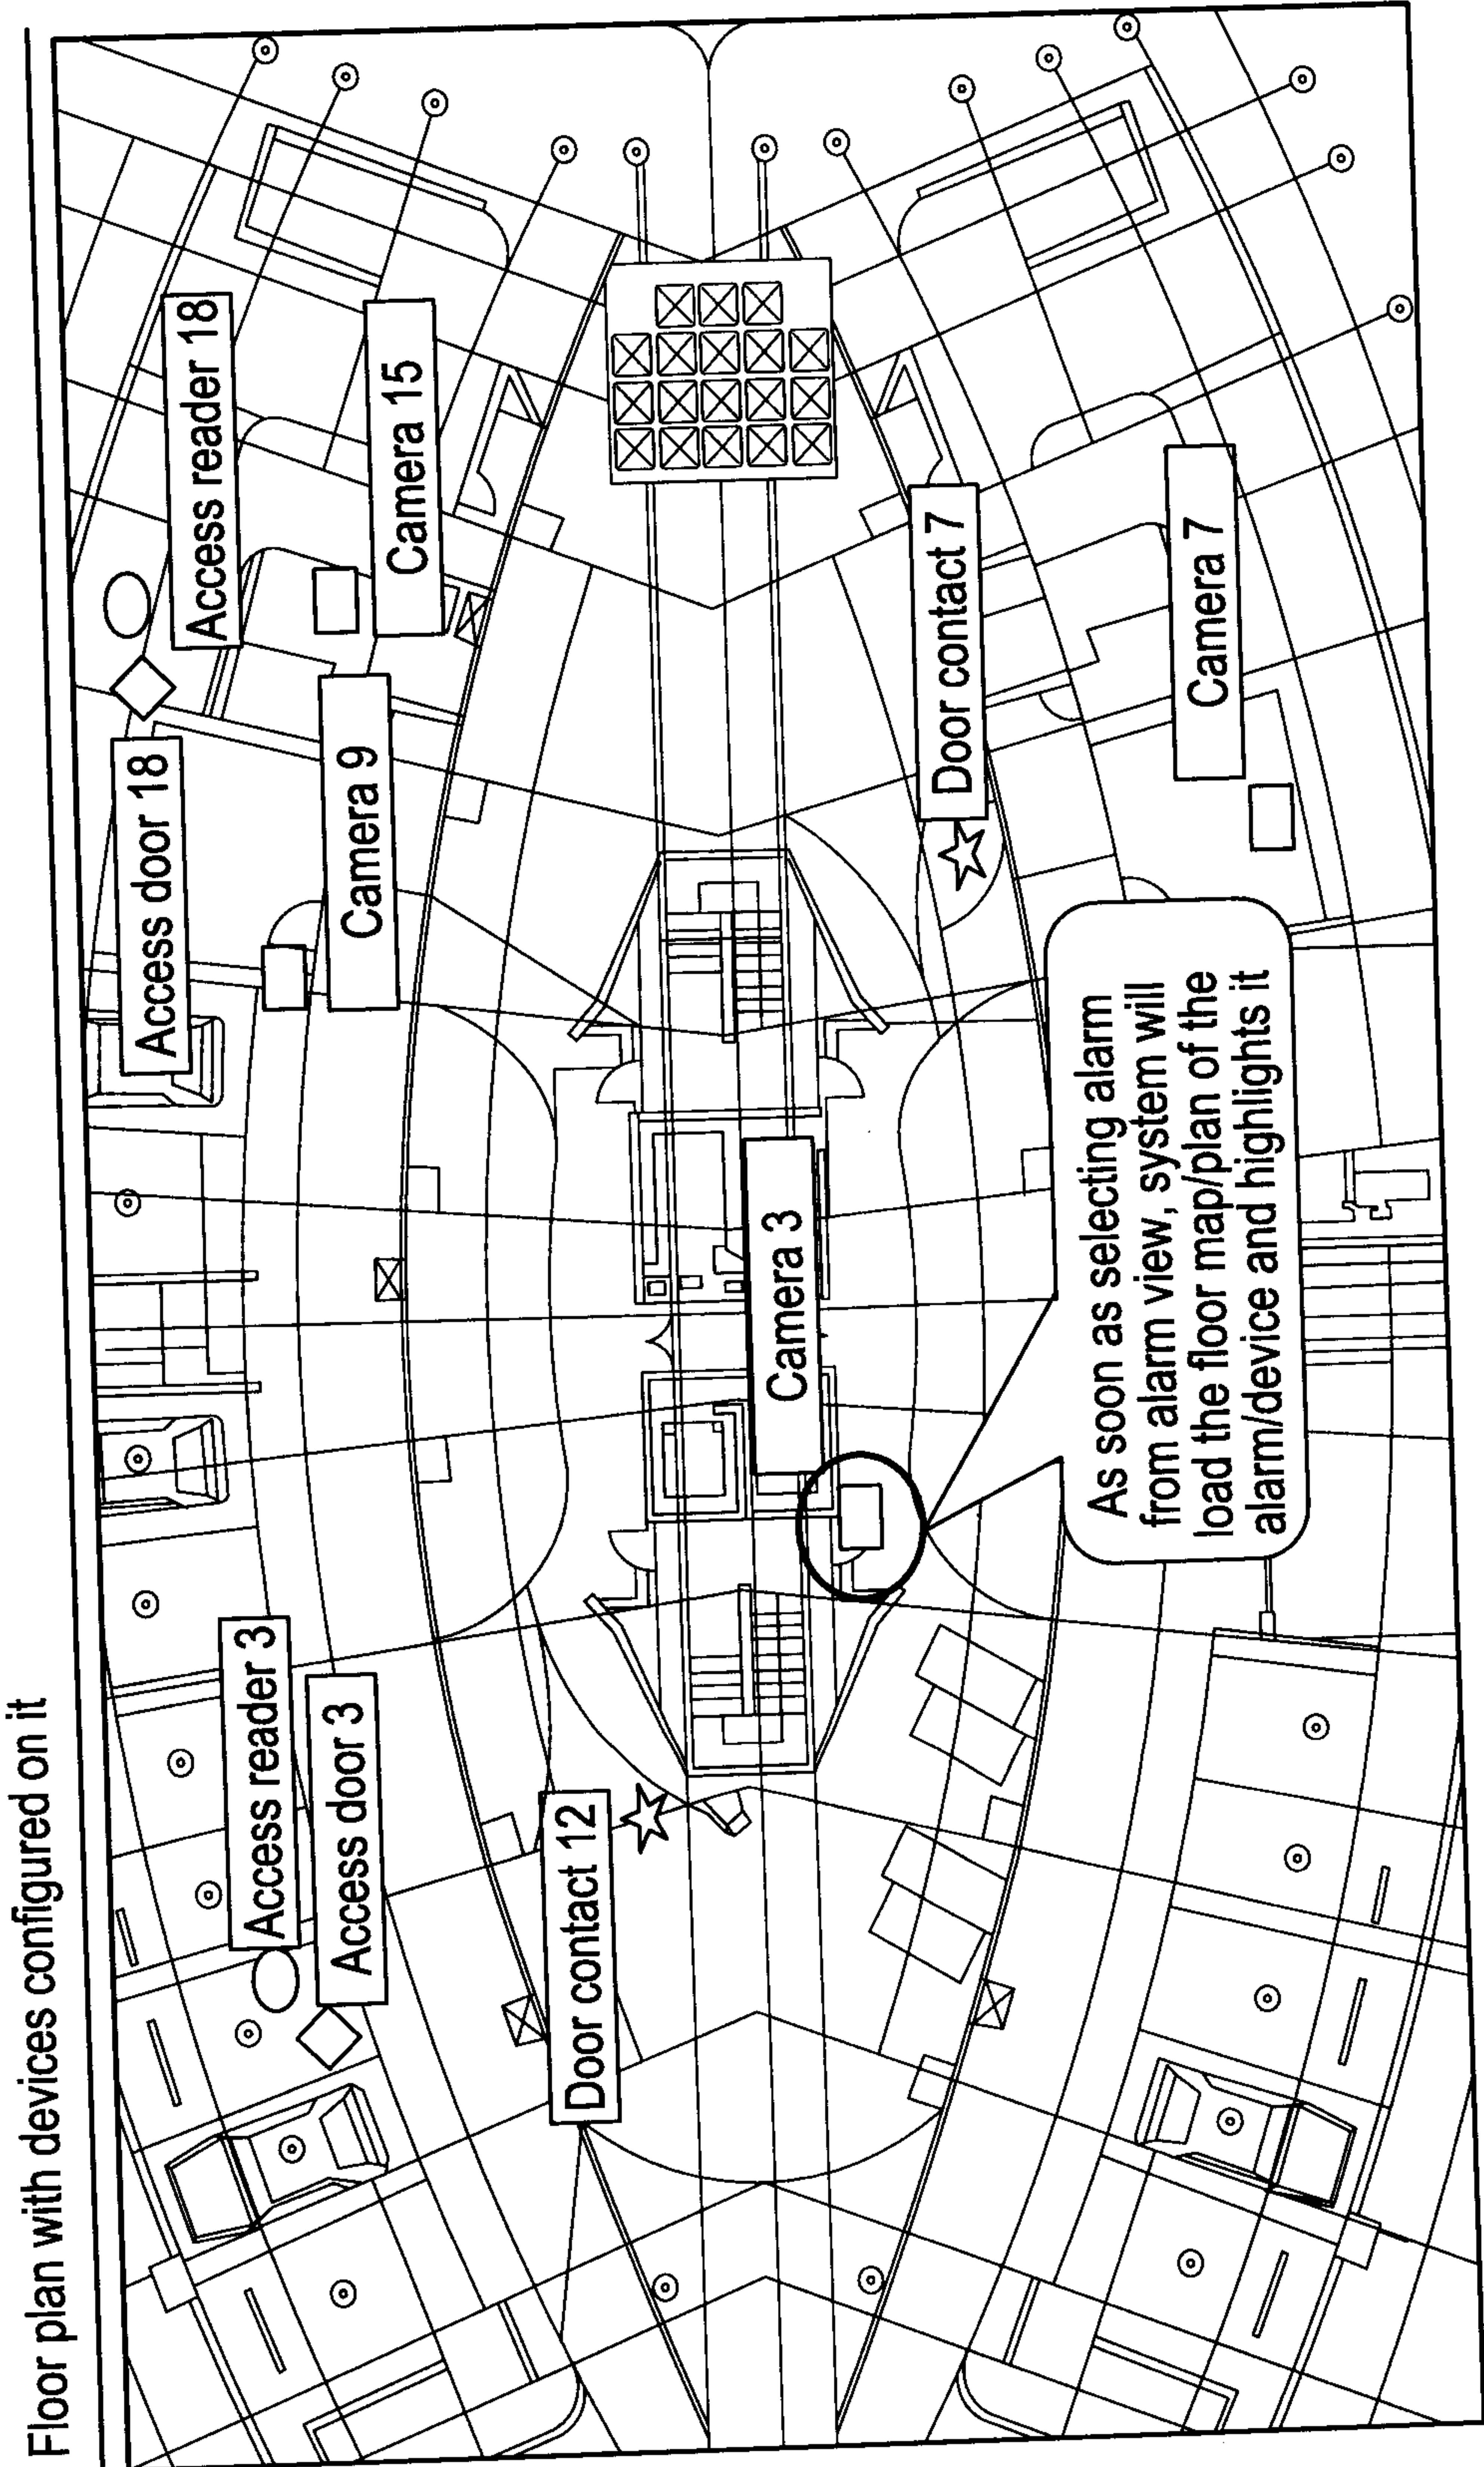 Floor plan with devices configured on it
Access reader 3
Access door 3
Access door 18
Access reader 18
Camera 9
Camera 15
Door contact 12
Camera 3
Door contact 7
Camera 7
As soon as selecting alarm
from alarm view, system will
load the floor map/plan of the
alarm/device and highlights it